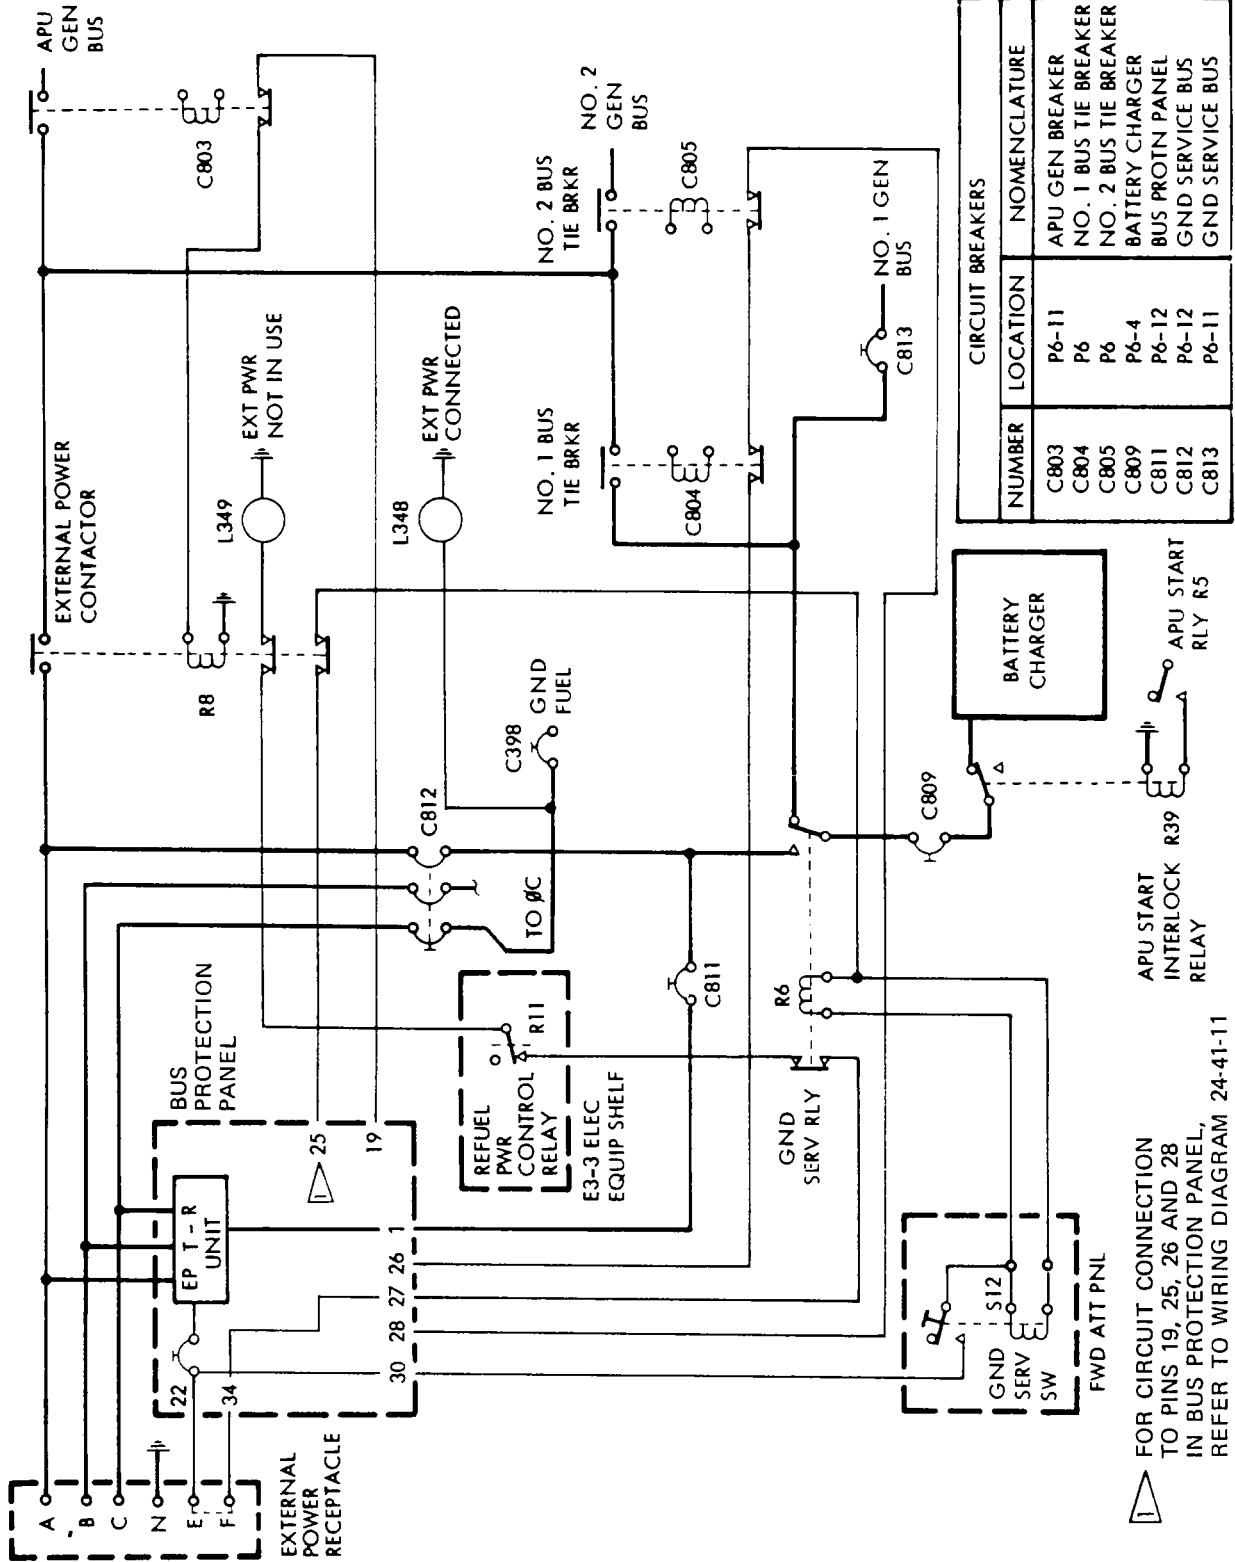 APU
GEN
BUS
C803
NO. 2
GEN
BUS
NO. 2 BUS
TIE BRKR
C805
EXTERNAL POWER
CONTACTOR
EXT PWR
NOT IN USE
L349
EXT PWR
CONNECTED
L348
R8
NO. 1 BUS
TIE BRKR
C804
NO. 1 GEN
BUS
C813
C398
GND
FUEL
C812
TO ØC
C809
BATTERY
CHARGER
APU START
RLY R5
APU START
INTERLOCK R39
RELAY
BUS
PROTECTION
PANEL
EP T-R
UNIT
25
1
19
1
26
27
28
30
22
34
REFUEL
PWR
CONTROL
RELAY
R11
E3-3 ELEC
EQUIP SHELF
C811
R6
GND
SERV RLY
A
B
C
N
E
F
EXTERNAL
POWER
RECEPTACLE
S12
GND
SERV
SW
FWD ATT PNL
CIRCUIT BREAKERS
NUMBER LOCATION NOMENCLATURE
C803 P6-11 APU GEN BREAKER
C804 P6 NO. 1 BUS TIE BREAKER
C805 P6 NO. 2 BUS TIE BREAKER
C809 P6-4 BATTERY CHARGER
C811 P6-12 BUS PROTN PANEL
C812 P6-12 GND SERVICE BUS
C813 P6-11 GND SERVICE BUS
1 FOR CIRCUIT CONNECTION
TO PINS 19, 25, 26 AND 28
IN BUS PROTECTION PANEL,
REFER TO WIRING DIAGRAM 24-41-11